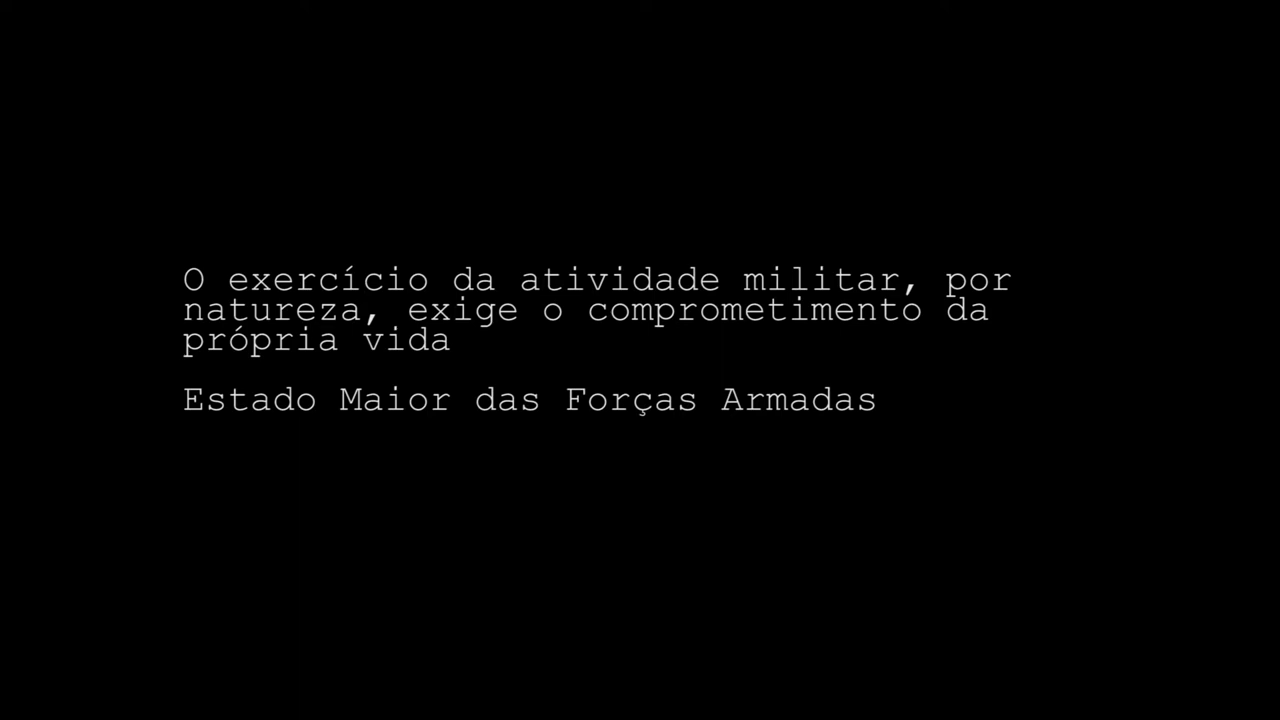 O exercício da atividade militar, por
natureza, exige o comprometimento da
própria vida
Estado Maior das Forças Armadas